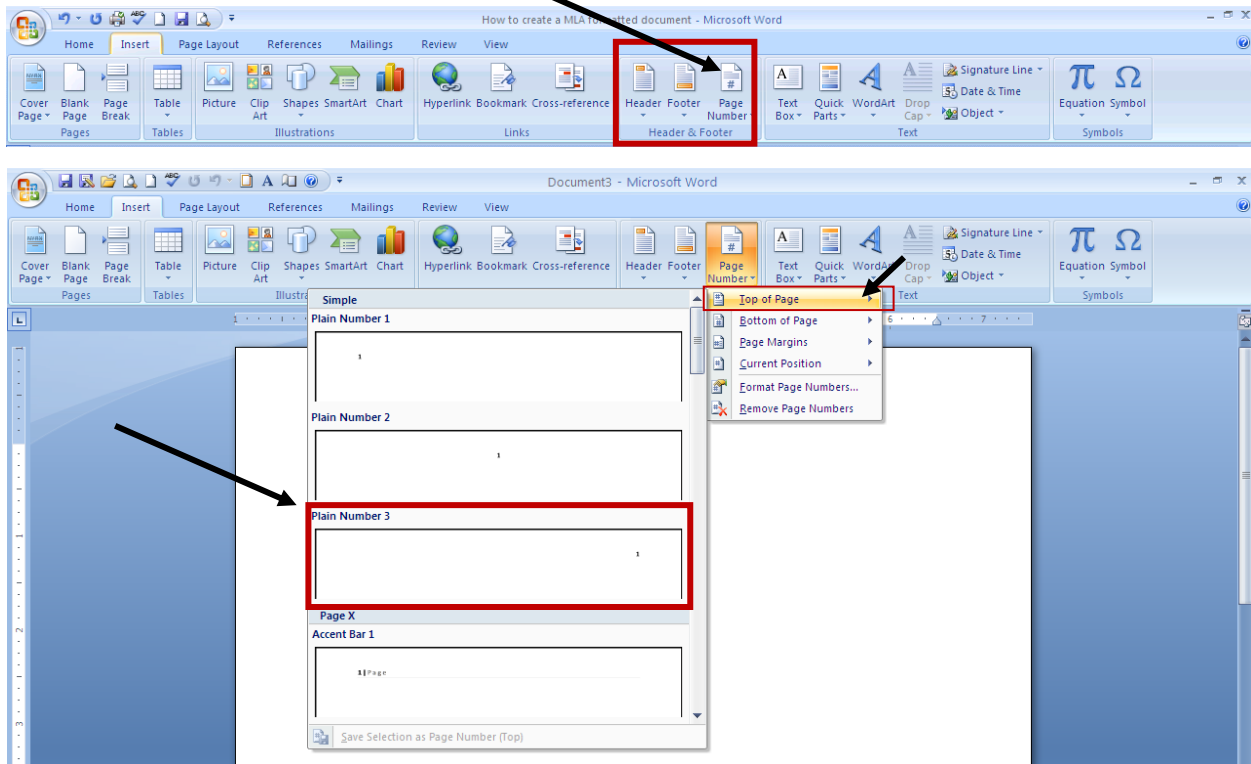 How to create a MLA formatted document - Microsoft Word
Home Insert Page Layout References Mailings Review View
Cover Page Blank Page Page Break Table Picture Clip Art Shapes SmartArt Chart Hyperlink Bookmark Cross-reference Header Footer Page Number Text Box Quick Parts WordArt Drop Cap Signature Line Date & Time Object Equation Symbol
Pages Tables Illustrations Links Header & Footer Text Symbols
Document3 - Microsoft Word
Home Insert Page Layout References Mailings Review View
Cover Page Blank Page Page Break Table Picture Clip Art Shapes SmartArt Chart Hyperlink Bookmark Cross-reference Header Footer Page Number Text Box Quick Parts WordArt Drop Cap Signature Line Date & Time Object Equation Symbol
Pages Tables Illustra Text Symbols
Simple
Plain Number 1
1
Plain Number 2
1
Plain Number 3
1
Page X
Accent Bar 1
1|Page
Save Selection as Page Number (Top)
Top of Page
Bottom of Page
Page Margins
Current Position
Format Page Numbers...
Remove Page Numbers
1
6 7
2
3